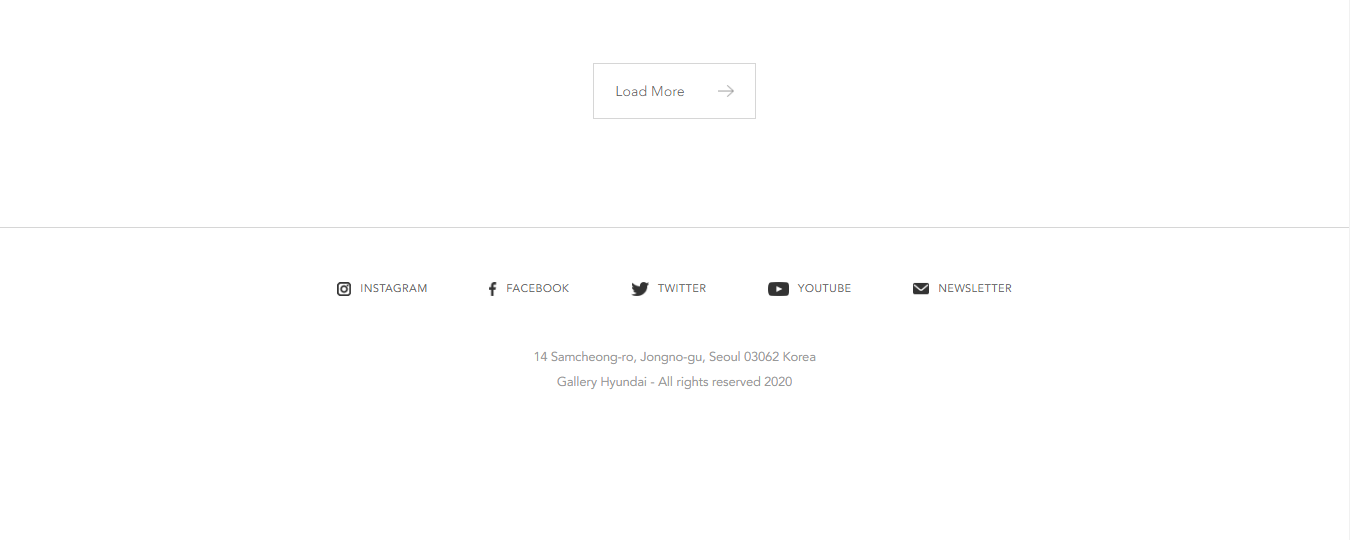 Load More
INSTAGRAM FACEBOOK TWITTER YOUTUBE NEWSLETTER
14 Samcheong-ro, Jongno-gu, Seoul 03062 Korea
Gallery Hyundai - All rights reserved 2020